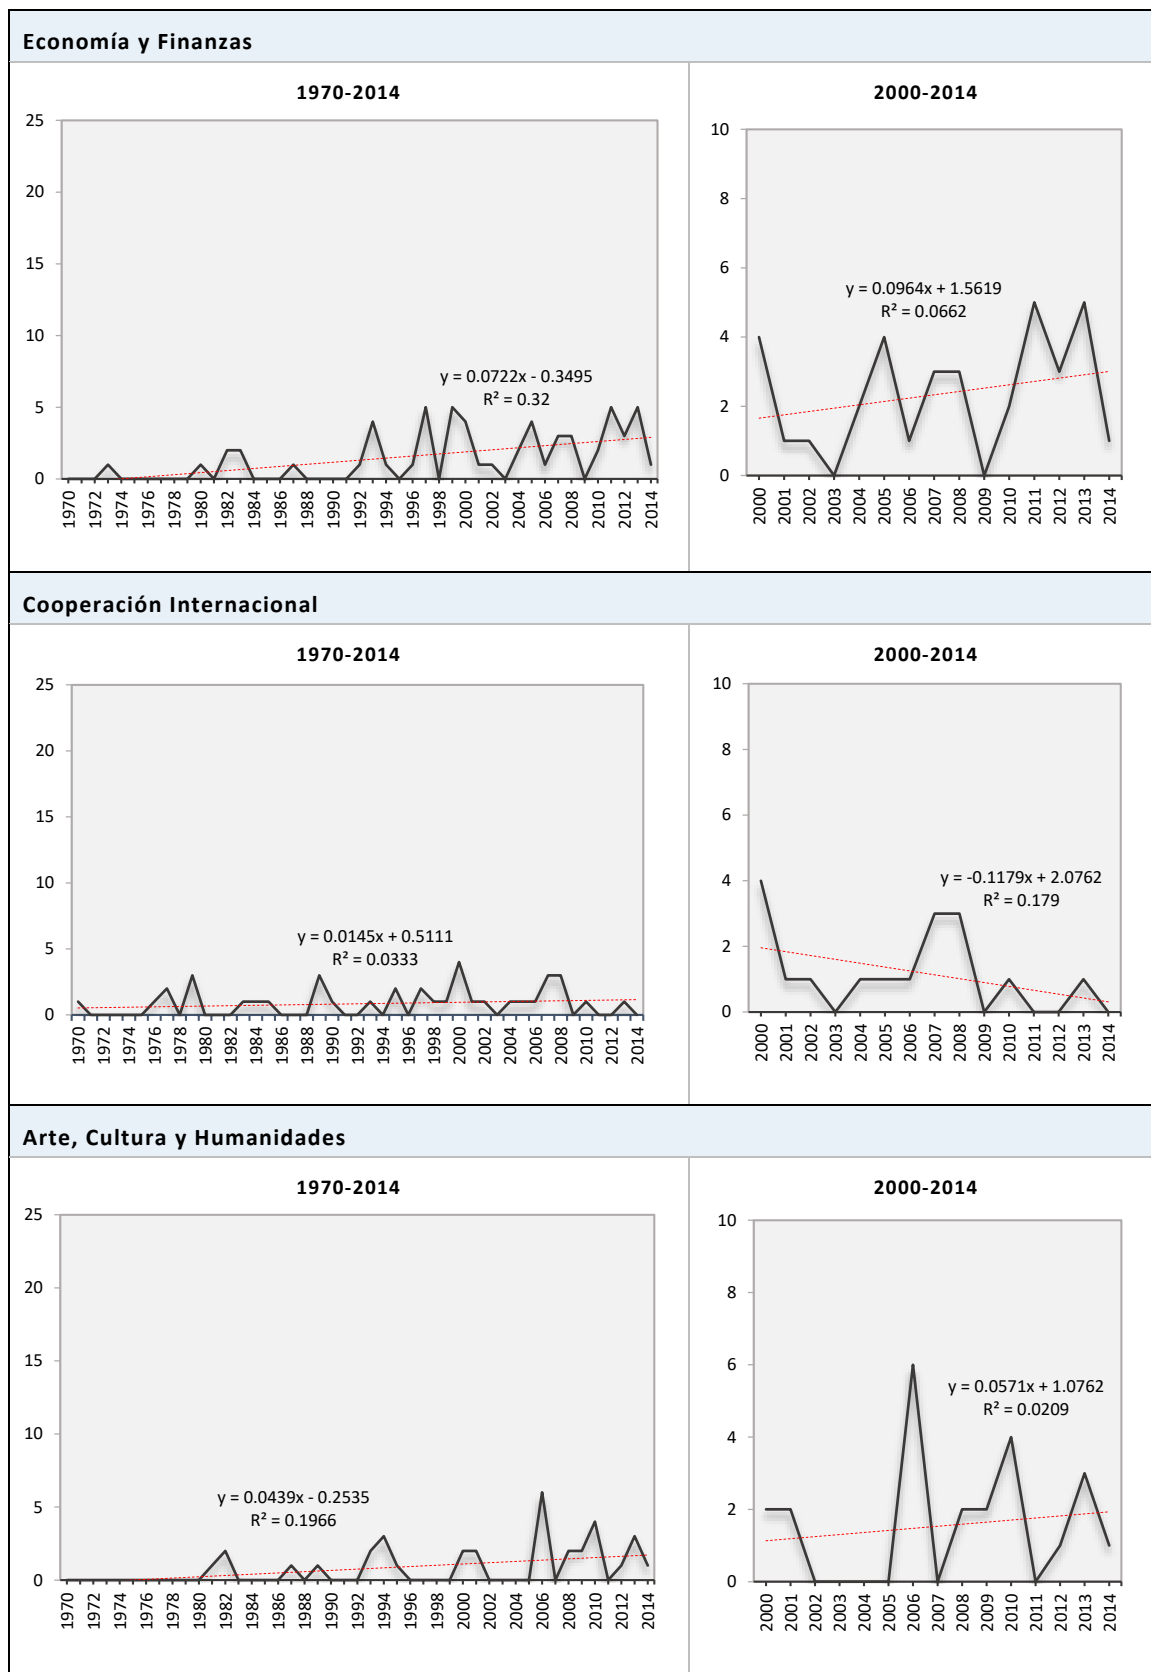 Economía y Finanzas
1970-2014
25
20
15
10
5
0
y = 0.0722x - 0.3495
R² = 0.32
1970 1972 1974 1976 1978 1980 1982 1984 1986 1988 1990 1992 1994 1996 1998 2000 2002 2004 2006 2008 2010 2012 2014
2000-2014
10
8
6
4
2
0
y = 0.0964x + 1.5619
R² = 0.0662
2000 2001 2002 2003 2004 2005 2006 2007 2008 2009 2010 2011 2012 2013 2014
Cooperación Internacional
1970-2014
25
20
15
10
5
0
y = 0.0145x + 0.5111
R² = 0.0333
1970 1972 1974 1976 1978 1980 1982 1984 1986 1988 1990 1992 1994 1996 1998 2000 2002 2004 2006 2008 2010 2012 2014
2000-2014
10
8
6
4
2
0
y = -0.1179x + 2.0762
R² = 0.179
2000 2001 2002 2003 2004 2005 2006 2007 2008 2009 2010 2011 2012 2013 2014
Arte, Cultura y Humanidades
1970-2014
25
20
15
10
5
0
y = 0.0439x - 0.2535
R² = 0.1966
1970 1972 1974 1976 1978 1980 1982 1984 1986 1988 1990 1992 1994 1996 1998 2000 2002 2004 2006 2008 2010 2012 2014
2000-2014
10
8
6
4
2
0
y = 0.0571x + 1.0762
R² = 0.0209
2000 2001 2002 2003 2004 2005 2006 2007 2008 2009 2010 2011 2012 2013 2014